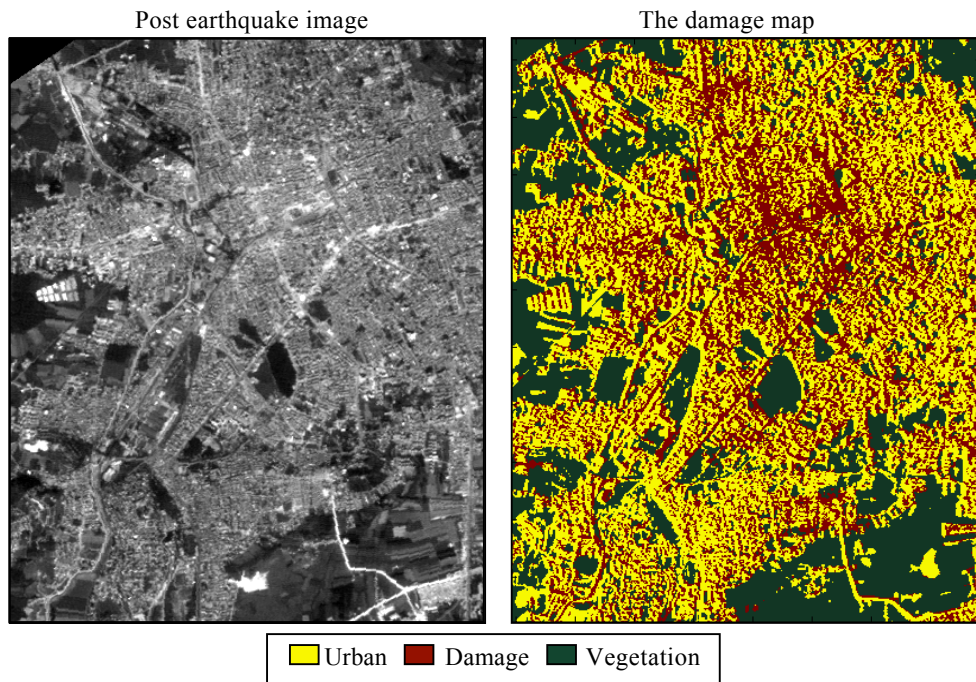 Post earthquake image
The damage map
Urban
Damage
Vegetation